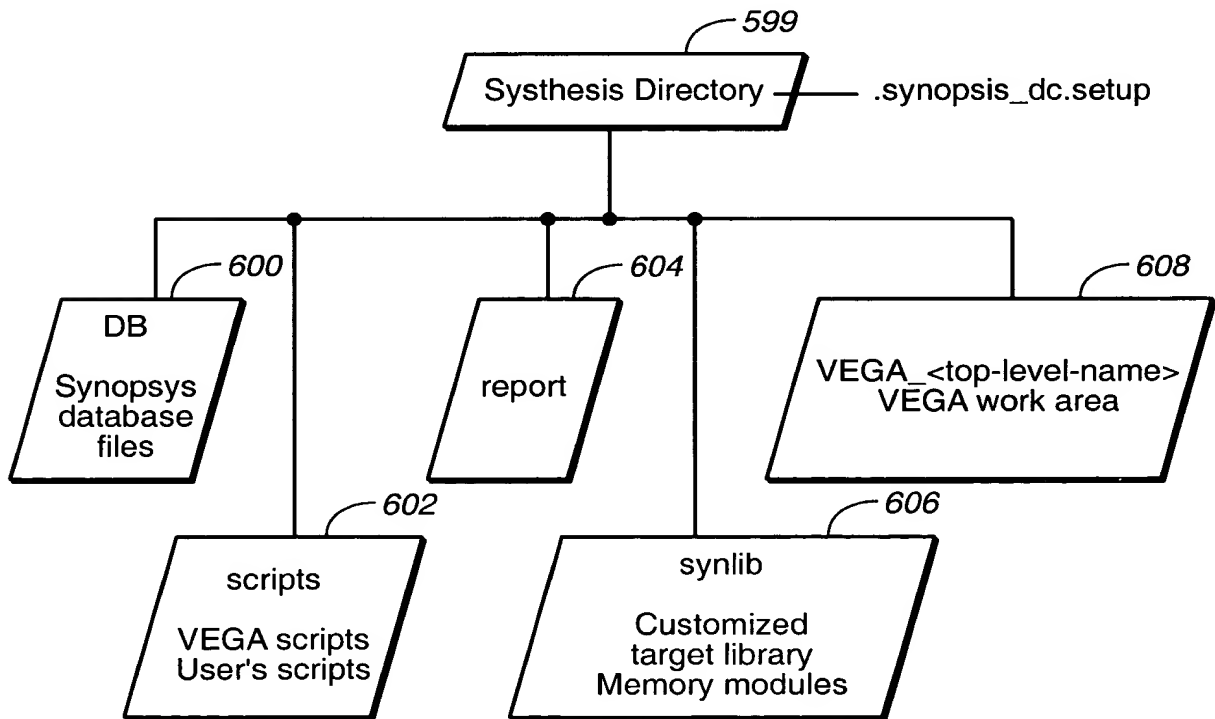 599
Systhesis Directory
.synopsis_dc.setup
600
DB
Synopsys
database
files
604
report
608
VEGA_<top-level-name>
VEGA work area
602
scripts
VEGA scripts
User's scripts
606
synlib
Customized
target library
Memory modules